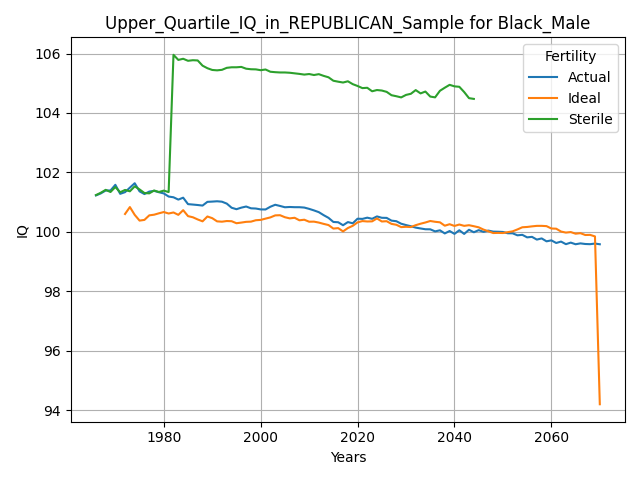 Upper_Quartile_IQ_in_REPUBLICAN_Sample for Black_Male
106
104
102
100
98
96
94
IQ
1980
2000
2020
2040
2060
Years
Fertility
Actual
Ideal
Sterile